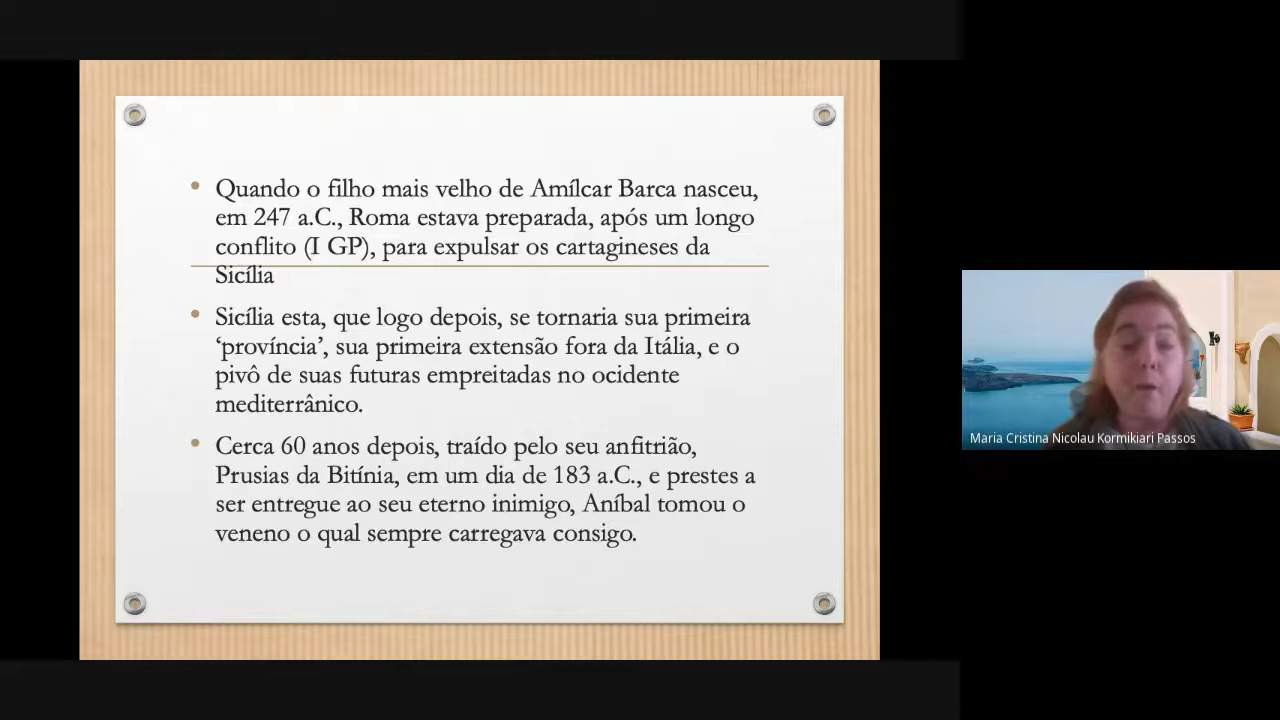 Quando o filho mais velho de Amílcar Barca nasceu,
em 247 a.C., Roma estava preparada, após um longo
conflito (I GP), para expulsar os cartagineses da
Sicília
Sicília esta, que logo depois, se tornaria sua primeira
‘província’, sua primeira extensão fora da Itália, e o
pivô de suas futuras empreitadas no ocidente
mediterrânico.
Cerca 60 anos depois, traído pelo seu anfitrião,
Prusias da Bitínia, em um dia de 183 a.C., e prestes a
ser entregue ao seu eterno inimigo, Aníbal tomou o
veneno o qual sempre carregava consigo.
Maria Cristina Nicolau Kormikiari Passos